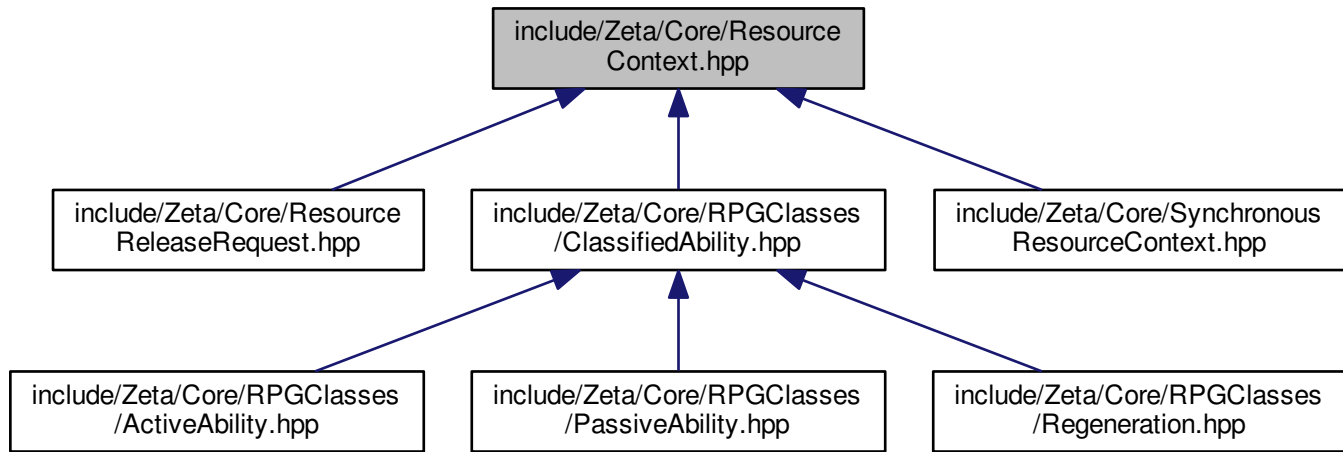 include/Zeta/Core/Resource
Context.hpp
include/Zeta/Core/Resource
ReleaseRequest.hpp
include/Zeta/Core/RPGClasses
/ClassifiedAbility.hpp
include/Zeta/Core/Synchronous
ResourceContext.hpp
include/Zeta/Core/RPGClasses
/ActiveAbility.hpp
include/Zeta/Core/RPGClasses
/PassiveAbility.hpp
include/Zeta/Core/RPGClasses
/Regeneration.hpp